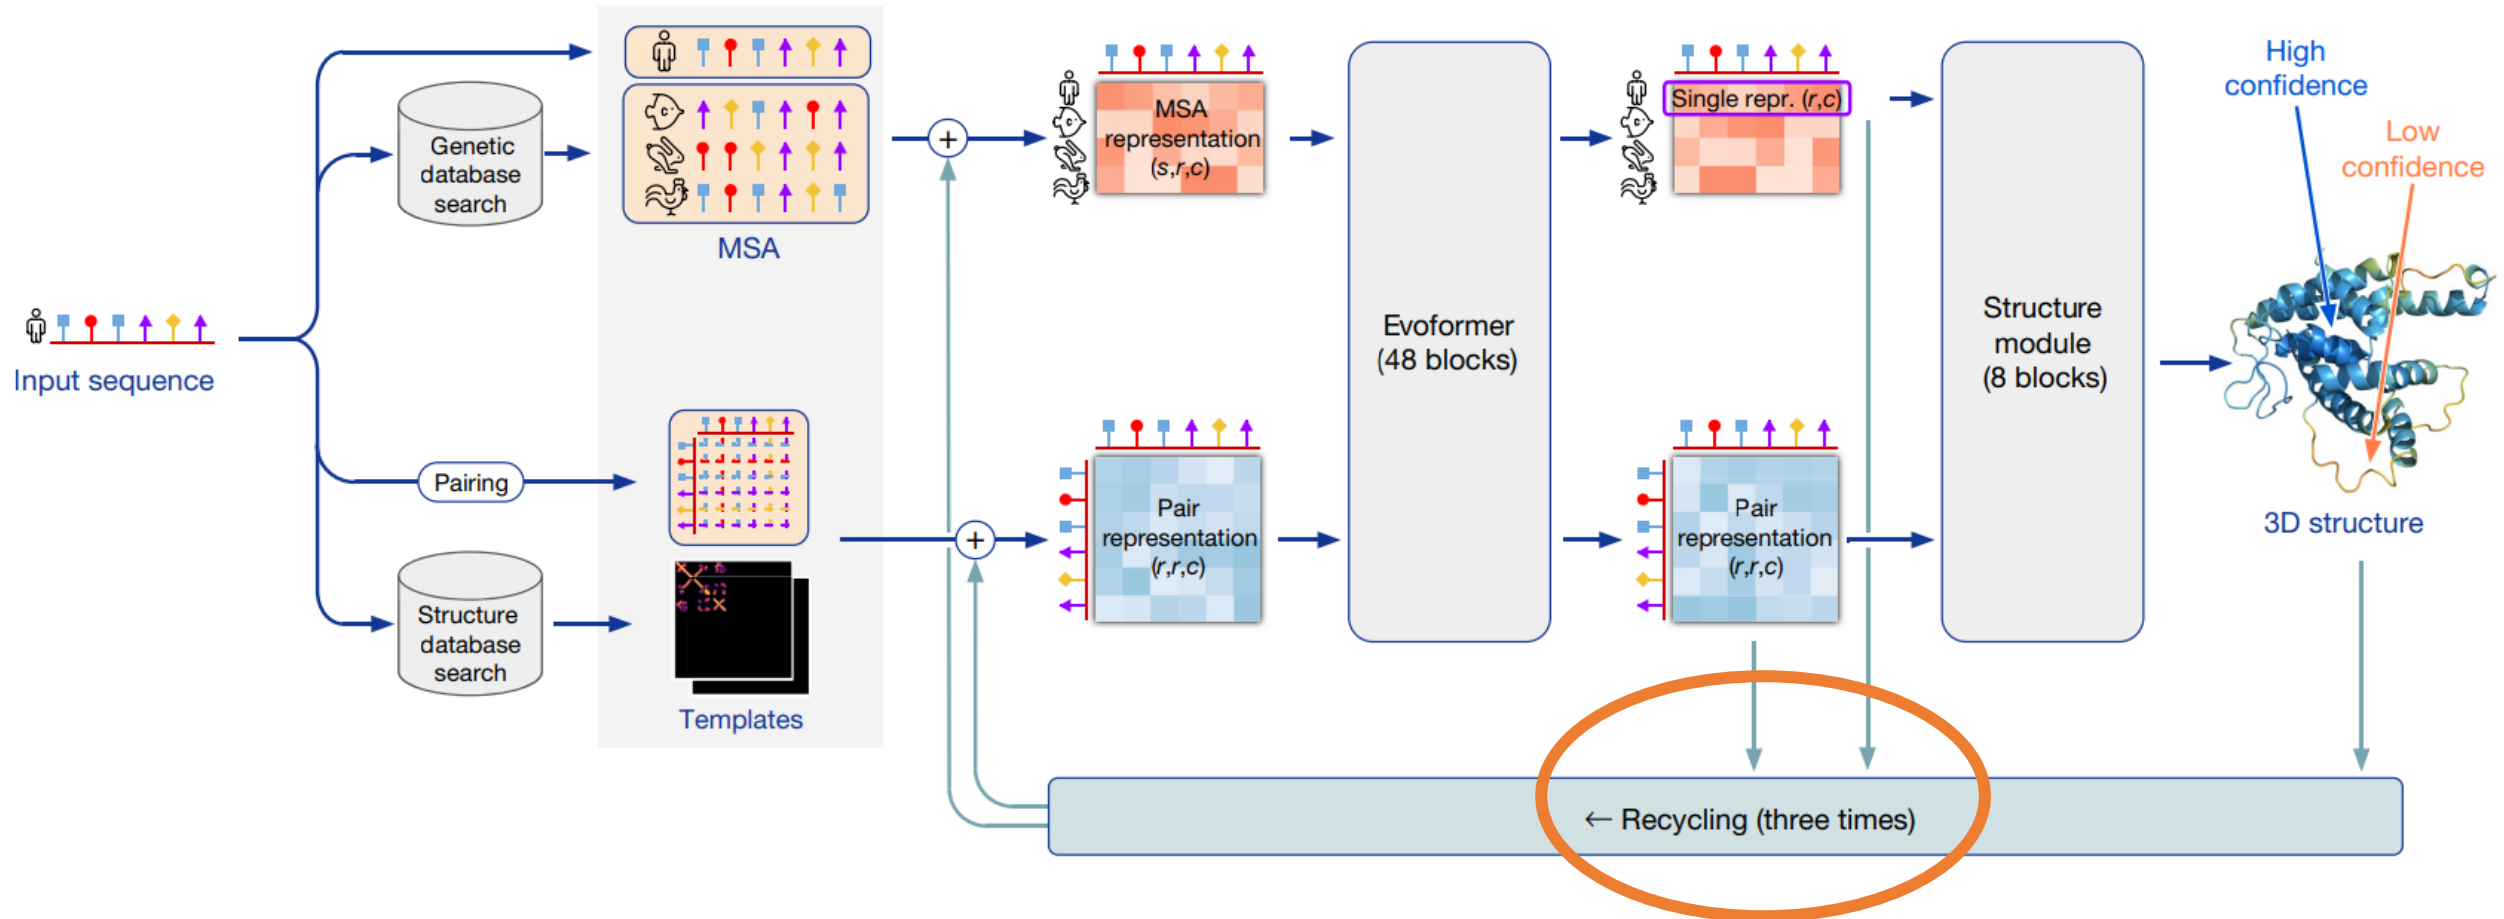 Input sequence
Genetic
database
search
MSA
Pairing
Structure
database
search
Templates
+
+
MSA
representation
(s,r,c)
Pair
representation
(r,r,c)
Evoformer
(48 blocks)
Single repr. (r,c)
Pair
representation
(r,r,c)
Structure
module
(8 blocks)
High
confidence
Low
confidence
3D structure
← Recycling (three times)